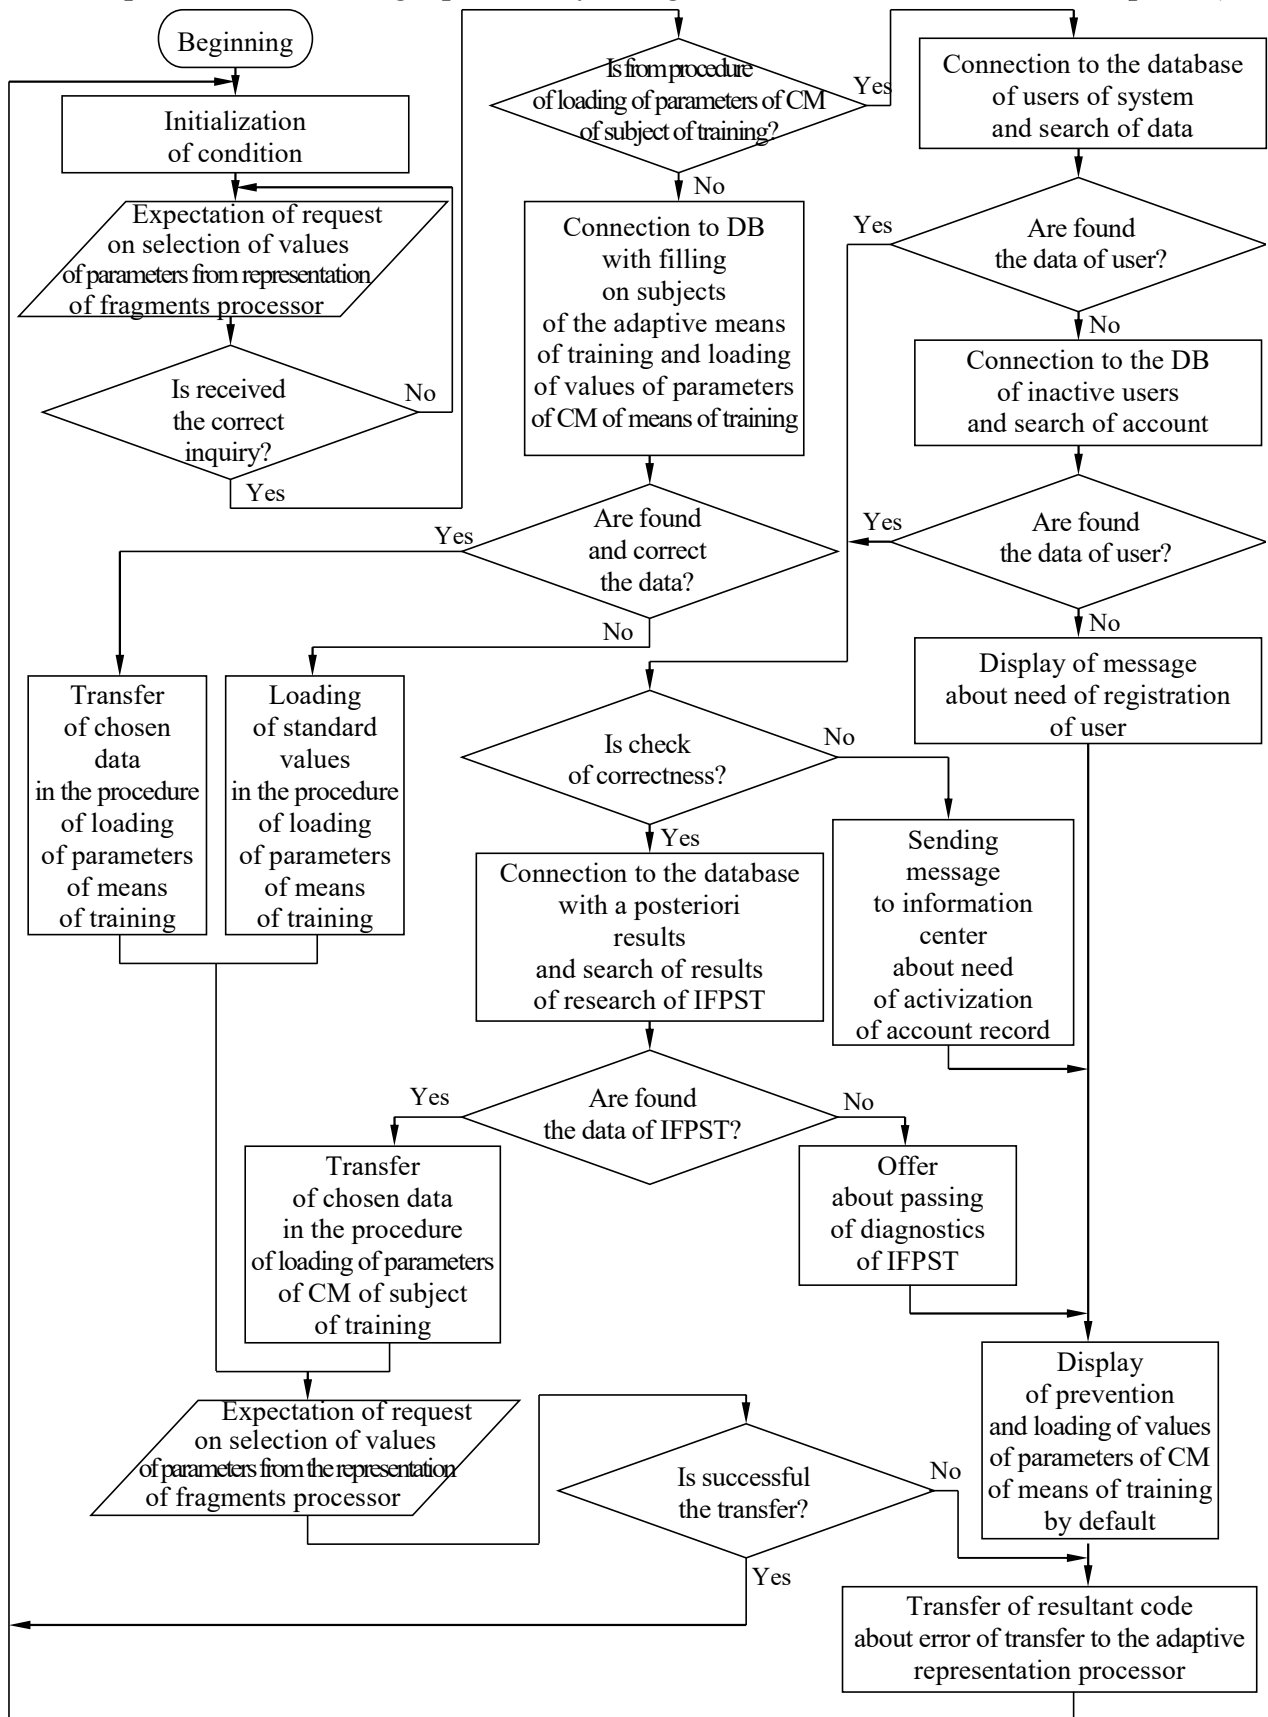 Beginning
Initialization
of condition
Expectation of request
on selection of values
of parameters from representation
of fragments processor
Is received
the correct
inquiry?
No
Yes
Is from procedure
of loading of parameters of CM
of subject of training?
Yes
No
Connection to the database
of users of system
and search of data
Connection to DB
with filling
on subjects
of the adaptive means
of training and loading
of values of parameters
of CM of means of training
Yes
Are found
the data of user?
No
Connection to the DB
of inactive users
and search of account
Yes
Are found
the data of user?
No
Display of message
about need of registration
of user
Yes
Are found
and correct
the data?
No
Transfer
of chosen
data
in the procedure
of loading
of parameters
of means
of training
Loading
of standard
values
in the procedure
of loading
of parameters
of means
of training
Is check
of correctness?
No
Yes
Connection to the database
with a posteriori
results
and search of results
of research of IFPST
Sending
message
to information
center
about need
of activization
of account record
Yes
Are found
the data of IFPST?
No
Transfer
of chosen data
in the procedure
of loading of parameters
of CM of subject
of training
Offer
about passing
of diagnostics
of IFPST
Display
of prevention
and loading of values
of parameters of CM
of means of training
by default
Expectation of request
on selection of values
of parameters from the representation
of fragments processor
Is successful
the transfer?
No
Yes
Transfer of resultant code
about error of transfer to the adaptive
representation processor